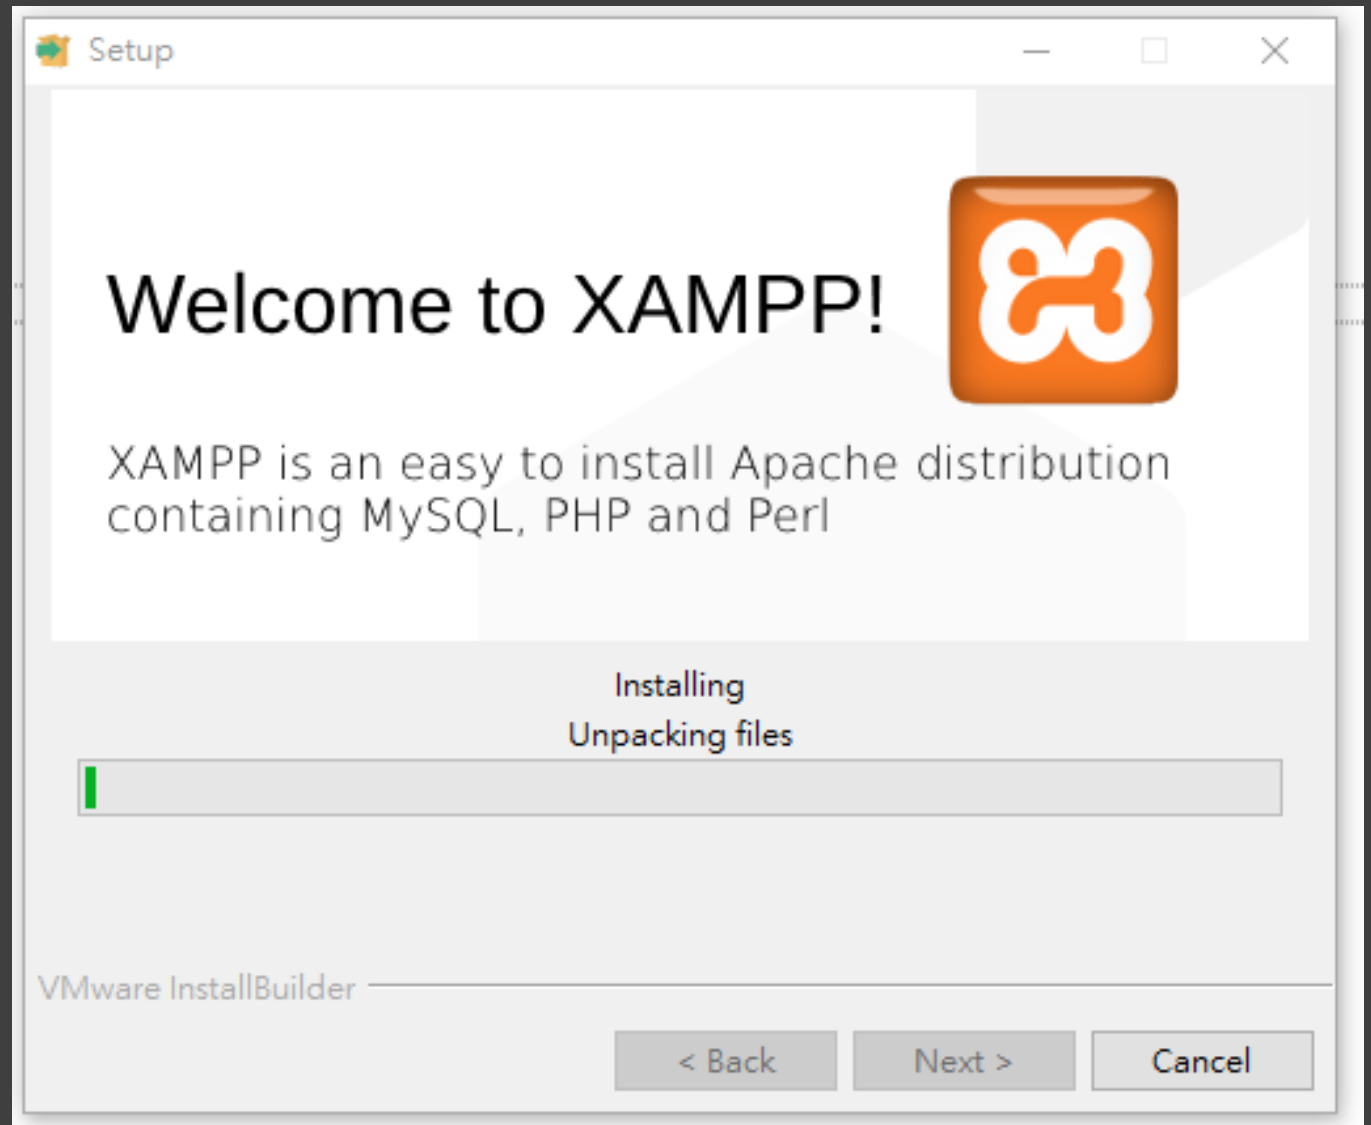 Setup
Welcome to XAMPP!
XAMPP is an easy to install Apache distribution
containing MySQL, PHP and Perl
Installing
Unpacking files
VMware InstallBuilder
< Back
Next >
Cancel